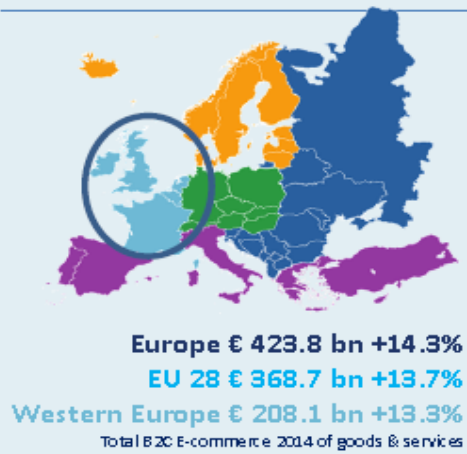 Europe € 423.8 bn +14.3%
EU 28 € 368.7 bn +13.7%
Western Europe € 208.1 bn +13.3%
Total B2C E-commerce 2014 of goods & services